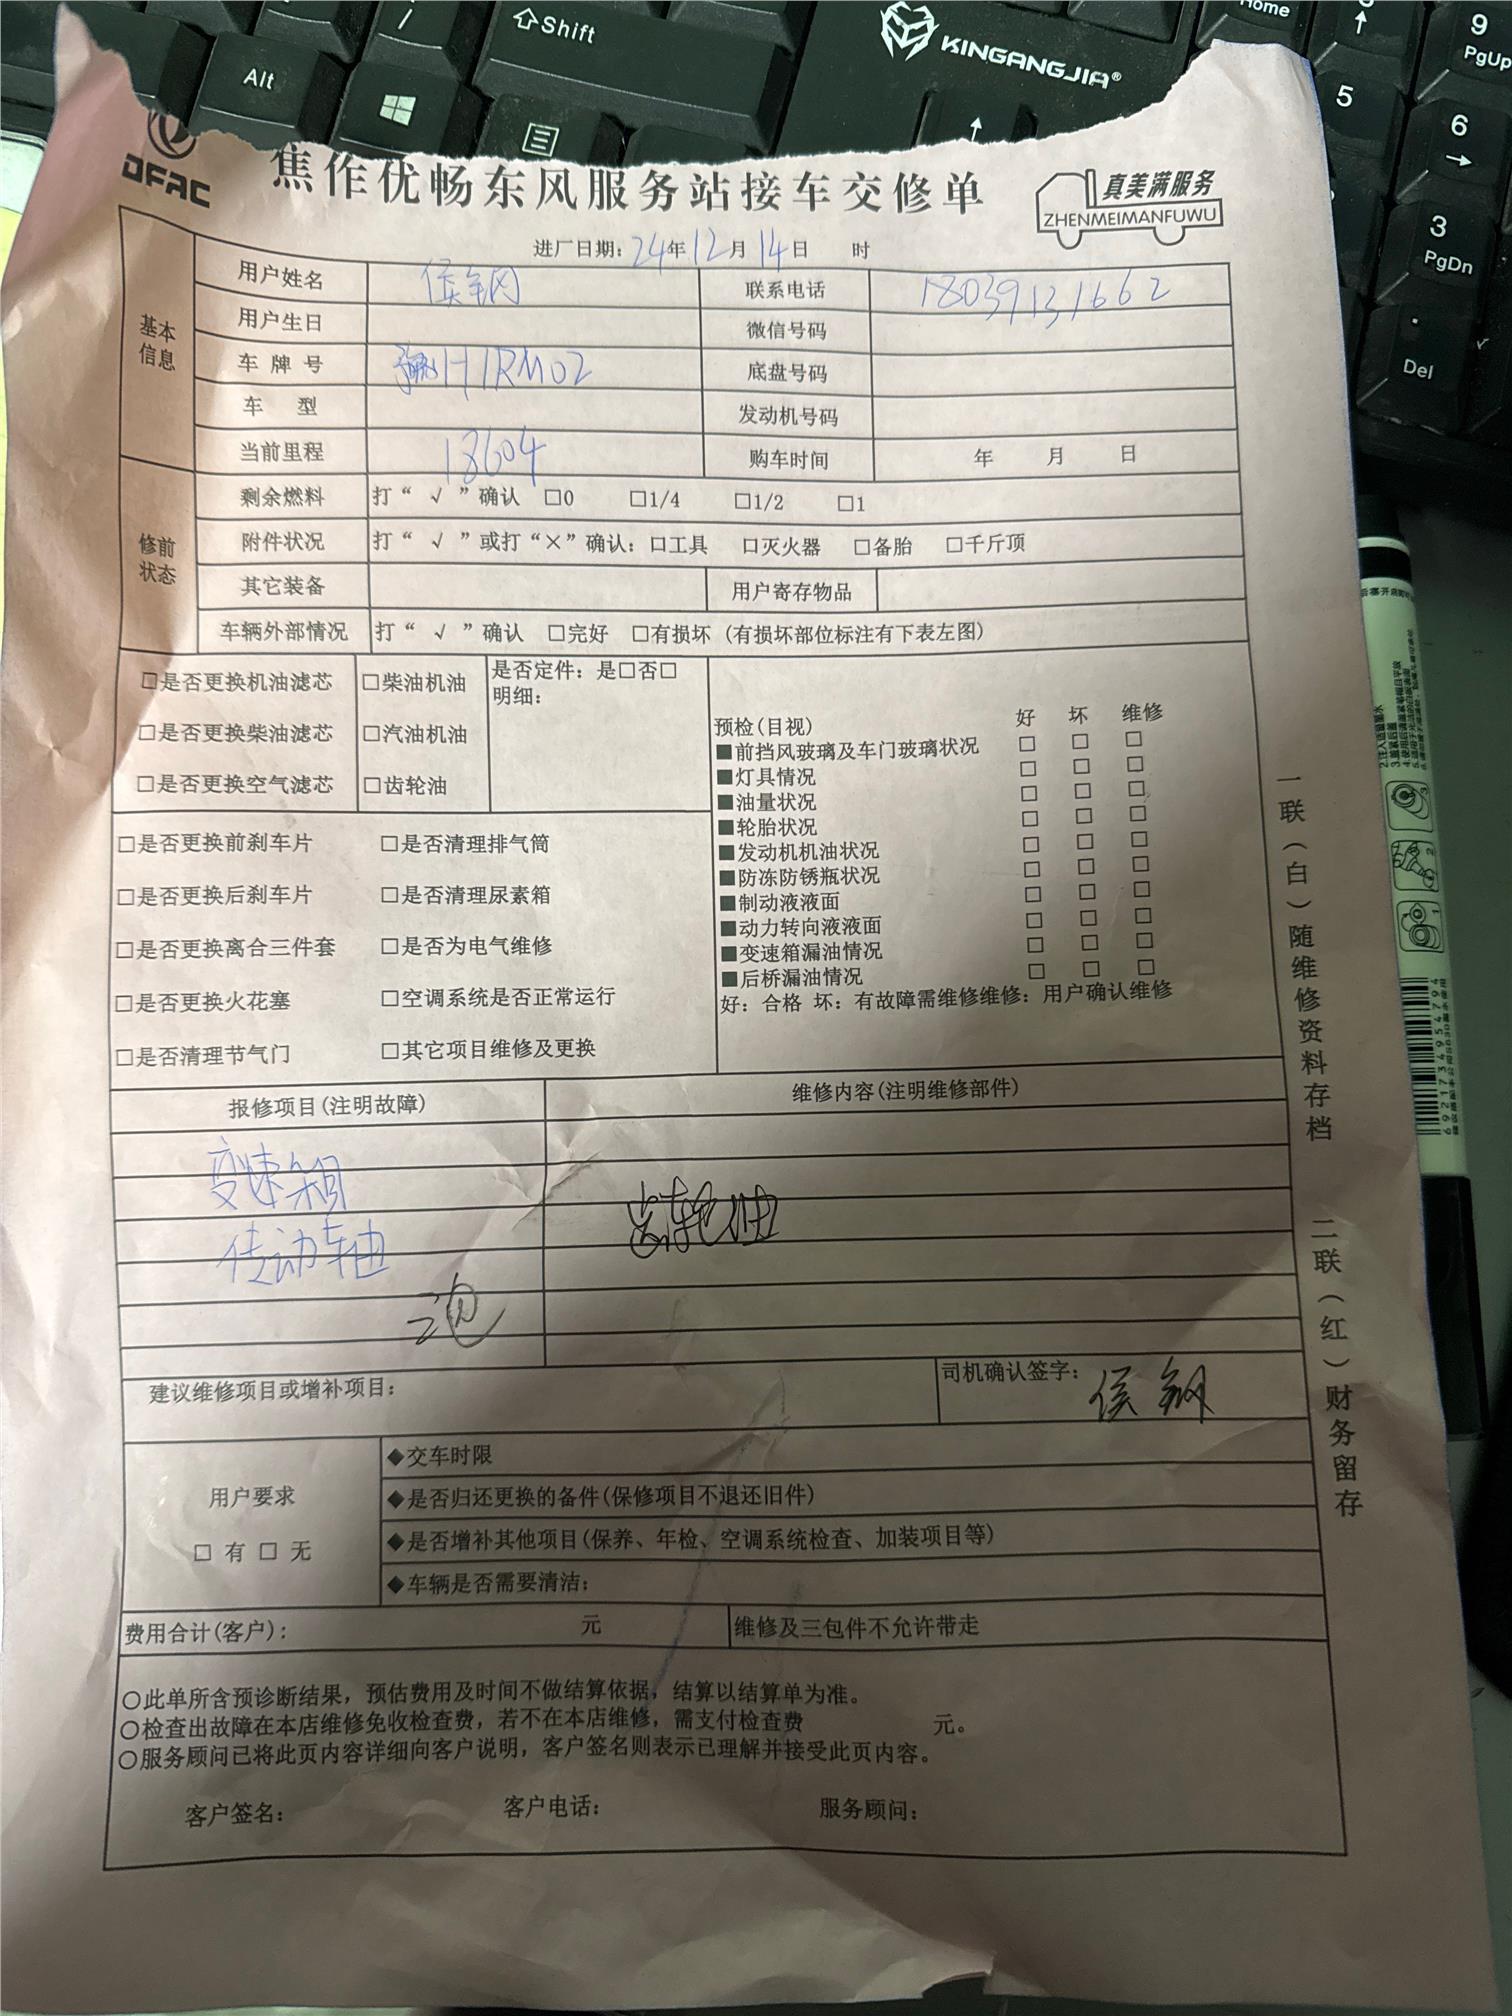 Shift
Alt
KINGANGJIA®
Home
9
PgUp
5
6
3
PgDn
Del
DFAC
焦作优畅东风服务站接车交修单
真美满服务
ZHENMEIMANFUWU
进厂日期：24年12月14日 时
基本信息
用户姓名 侯钢 联系电话 18039131662
用户生日 微信号码
车牌号 豫H1RM02 底盘号码
车型 发动机号码
当前里程 18604 购车时间 年 月 日
修前状态
剩余燃料 打“√”确认 □0 □1/4 □1/2 □1
附件状况 打“√”或打“×”确认：□工具 □灭火器 □备胎 □千斤顶
其它装备 用户寄存物品
车辆外部情况 打“√”确认 □完好 □有损坏（有损坏部位标注有下表左图）
□是否更换机油滤芯 □柴油机油 是否定件：是□否□
明细：
□是否更换柴油滤芯 □汽油机油
□是否更换空气滤芯 □齿轮油
□是否更换前刹车片 □是否清理排气筒
□是否更换后刹车片 □是否清理尿素箱
□是否更换离合三件套 □是否为电气维修
□是否更换火花塞 □空调系统是否正常运行
□是否清理节气门 □其它项目维修及更换
预检(目视) 好 坏 维修
■前挡风玻璃及车门玻璃状况 □ □ □
■灯具情况 □ □ □
■油量状况 □ □ □
■轮胎状况 □ □ □
■发动机机油状况 □ □ □
■防冻防锈瓶状况 □ □ □
■制动液液面 □ □ □
■动力转向液液面 □ □ □
■变速箱漏油情况 □ □ □
■后桥漏油情况 □ □ □
好：合格 坏：有故障需维修维修：用户确认维修
报修项目(注明故障) 维修内容(注明维修部件)
变速箱
传动轴 齿轮油
建议维修项目或增补项目：
司机确认签字：侯钢
用户要求
□ 有 □ 无
◆交车时限
◆是否归还更换的备件(保修项目不退还旧件)
◆是否增补其他项目(保养、年检、空调系统检查、加装项目等)
◆车辆是否需要清洁；
费用合计(客户)： 元 维修及三包件不允许带走
○此单所含预诊断结果，预估费用及时间不做结算依据，结算以结算单为准。
○检查出故障在本店维修免收检查费，若不在本店维修，需支付检查费 元。
○服务顾问已将此页内容详细向客户说明，客户签名则表示已理解并接受此页内容。
客户签名： 客户电话： 服务顾问：
一联（白）随维修资料存档 二联（红）财务留存
6921734954794